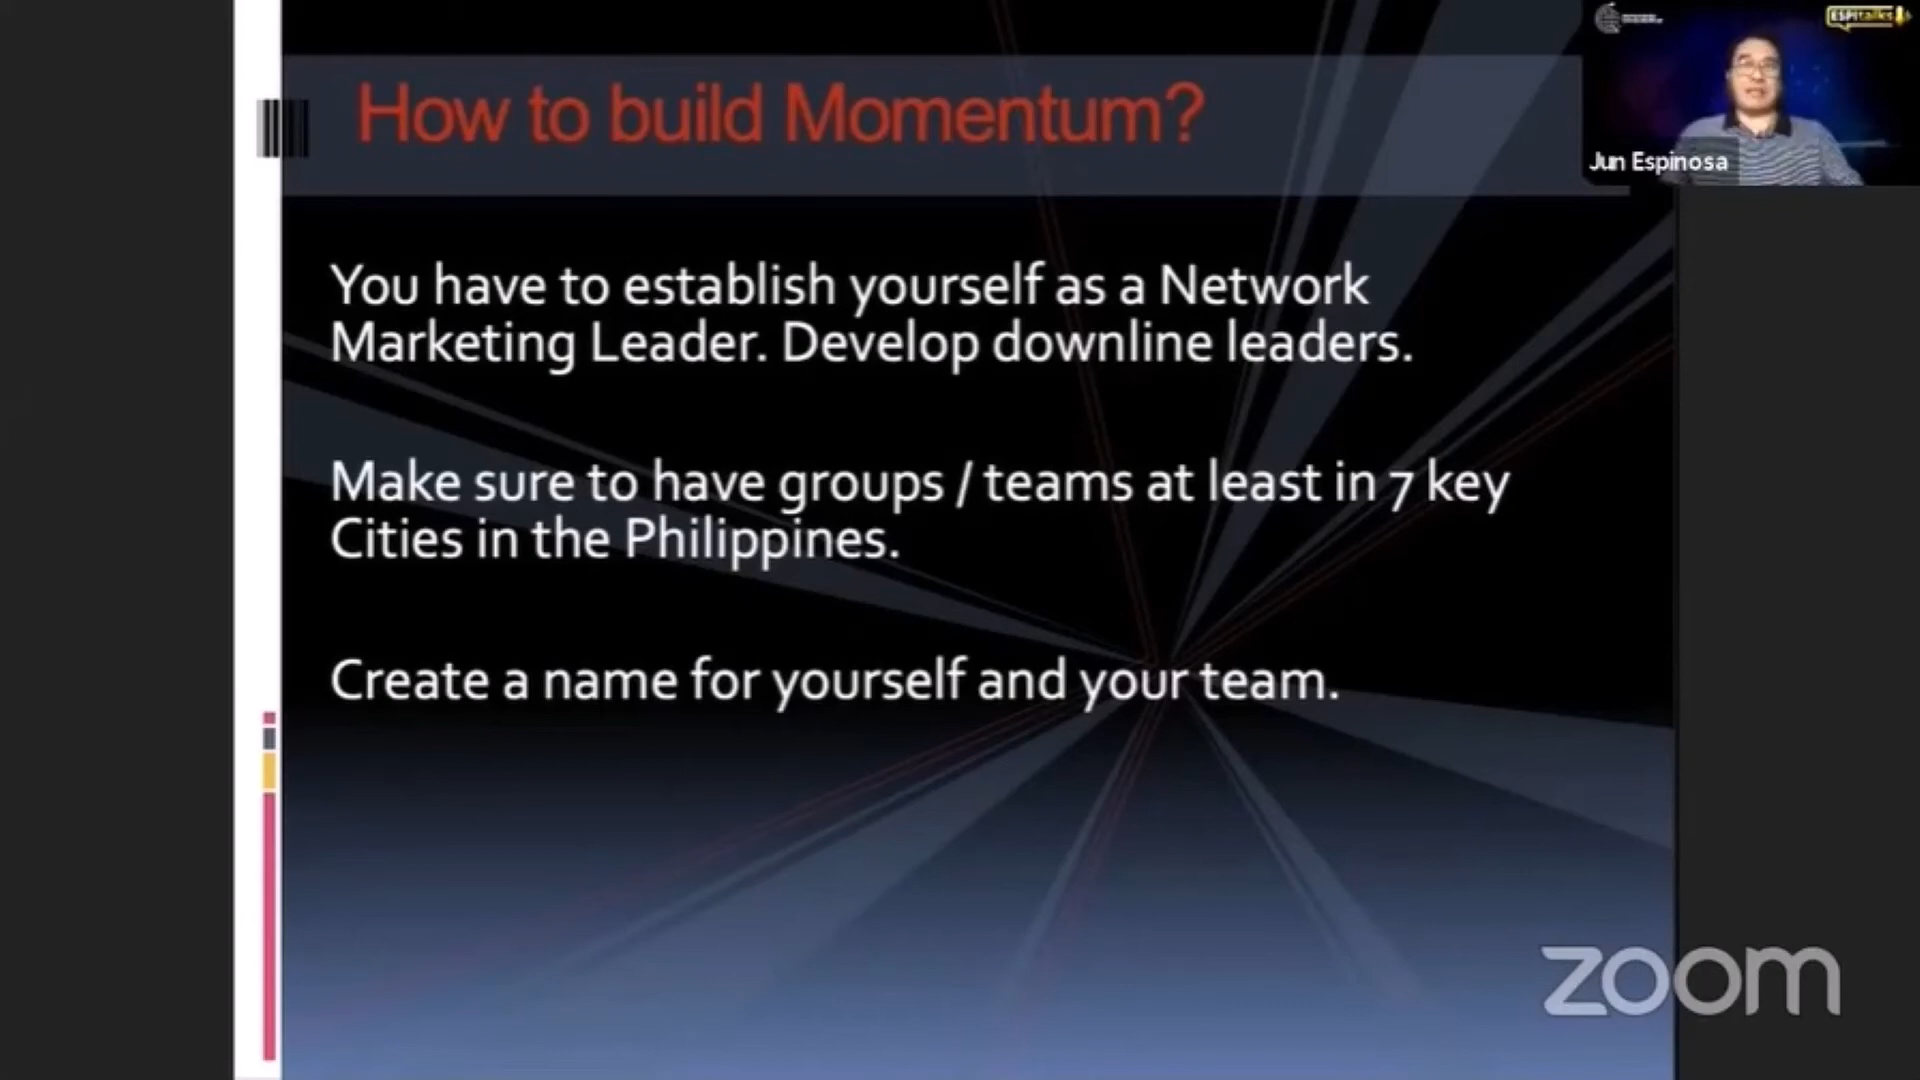 How to build Momentum?
ESPItalks
Jun Espinosa
You have to establish yourself as a Network
Marketing Leader. Develop downline leaders.
Make sure to have groups / teams at least in 7 key
Cities in the Philippines.
Create a name for yourself and your team.
zoom